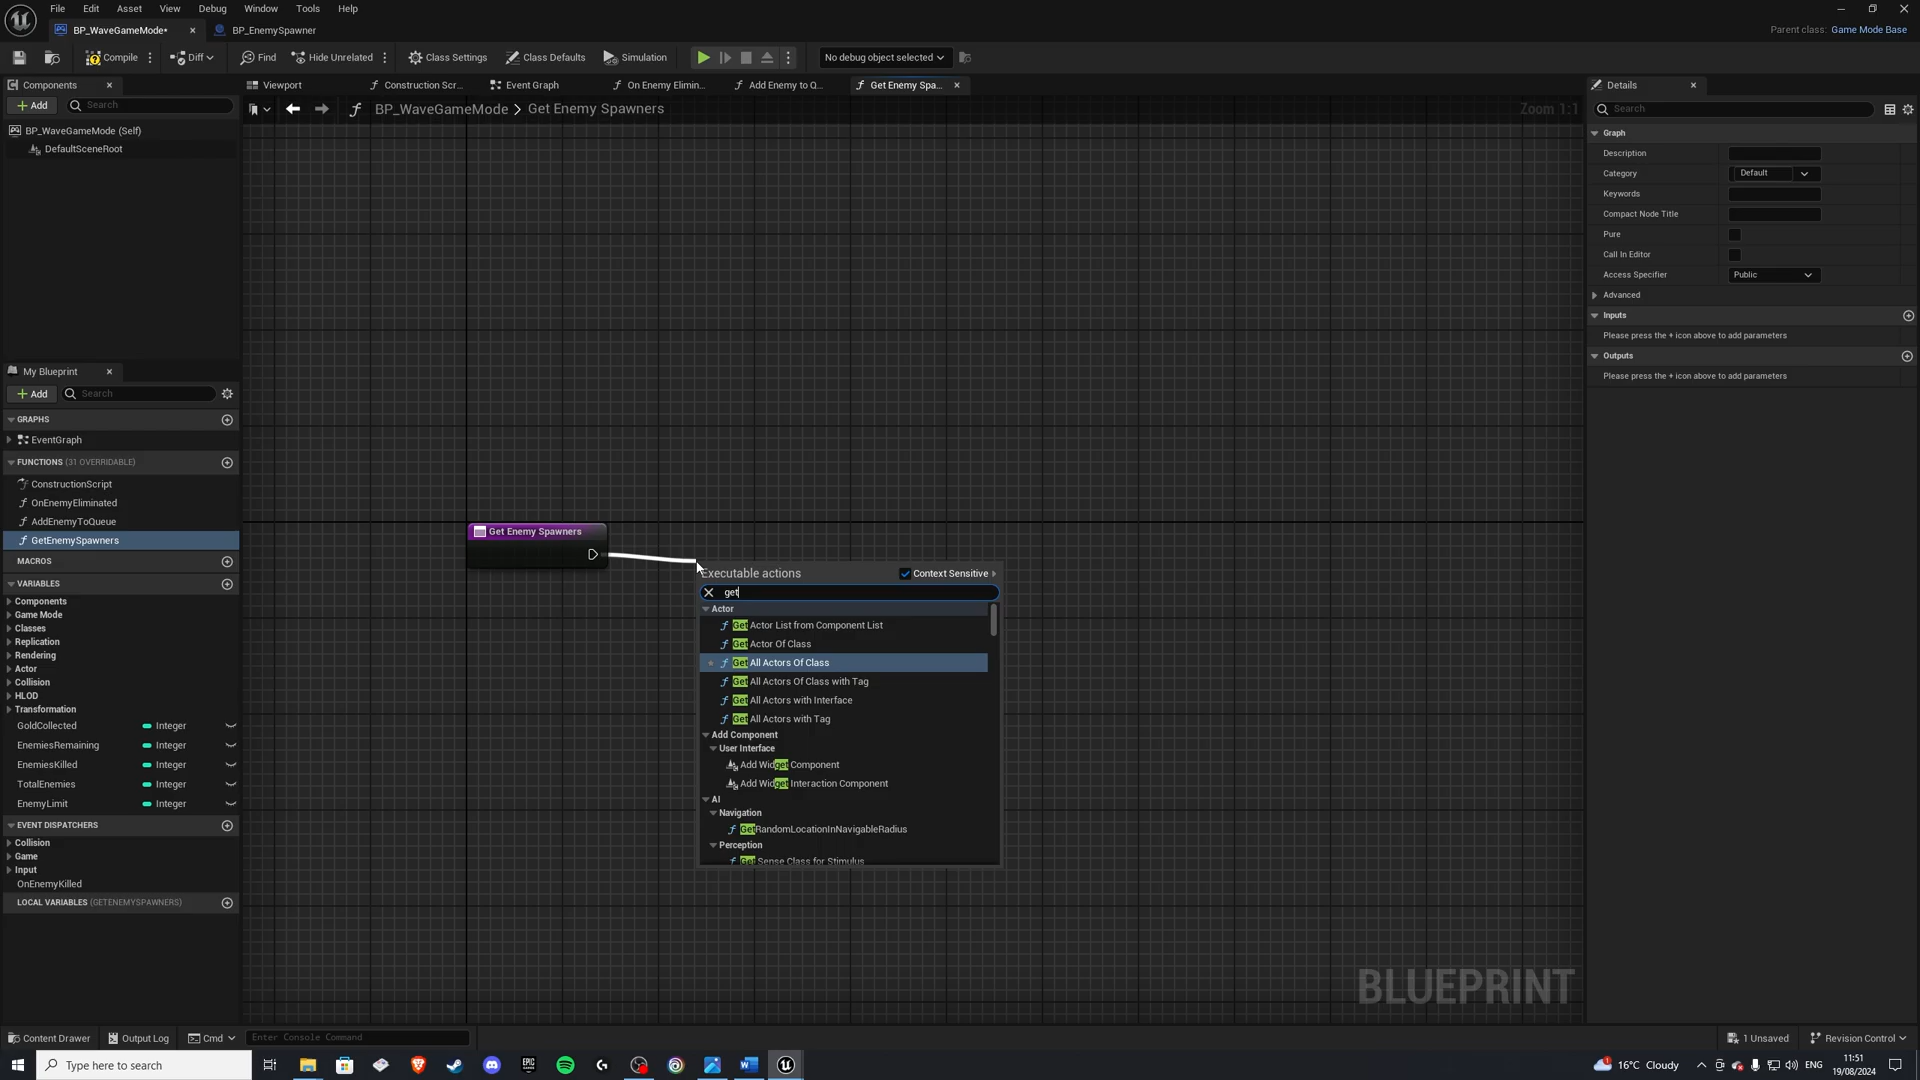 File Edit Asset View Debug Window Tools Help
BP_WaveGameMode* BP_EnemySpawner Parent class: Game Mode Base
Compile Diff Find Hide Unrelated Class Settings Class Defaults Simulation No debug object selected
Components Viewport Construction Scr... Event Graph On Enemy Elimin... Add Enemy to Q... Get Enemy Spa... Details
Add Search BP_WaveGameMode > Get Enemy Spawners Zoom 1:1 Search
BP_WaveGameMode (Self)
DefaultSceneRoot
Graph
Description
Category Default
Keywords
Compact Node Title
Pure
Call In Editor
Access Specifier Public
Advanced
Inputs
Please press the + icon above to add parameters
Outputs
Please press the + icon above to add parameters
My Blueprint
Add Search
GRAPHS
EventGraph
FUNCTIONS (31 OVERRIDABLE)
ConstructionScript
OnEnemyEliminated
AddEnemyToQueue
GetEnemySpawners
MACROS
VARIABLES
Components
Game Mode
Classes
Replication
Rendering
Actor
Collision
HLOD
Transformation
GoldCollected Integer
EnemiesRemaining Integer
EnemiesKilled Integer
TotalEnemies Integer
EnemyLimit Integer
EVENT DISPATCHERS
Collision
Game
Input
OnEnemyKilled
LOCAL VARIABLES (GETENEMYSPAWNERS)
Get Enemy Spawners
Executable actions Context Sensitive
get
Actor
Get Actor List from Component List
Get Actor Of Class
Get All Actors Of Class
Get All Actors Of Class with Tag
Get All Actors with Interface
Get All Actors with Tag
Add Component
User Interface
Add Widget Component
Add Widget Interaction Component
AI
Navigation
GetRandomLocationInNavigableRadius
Perception
Get Sense Class for Stimulus
BLUEPRINT
Content Drawer Output Log Cmd Enter Console Command 1 Unsaved Revision Control
Type here to search 16°C Cloudy ENG 11:51
19/08/2024